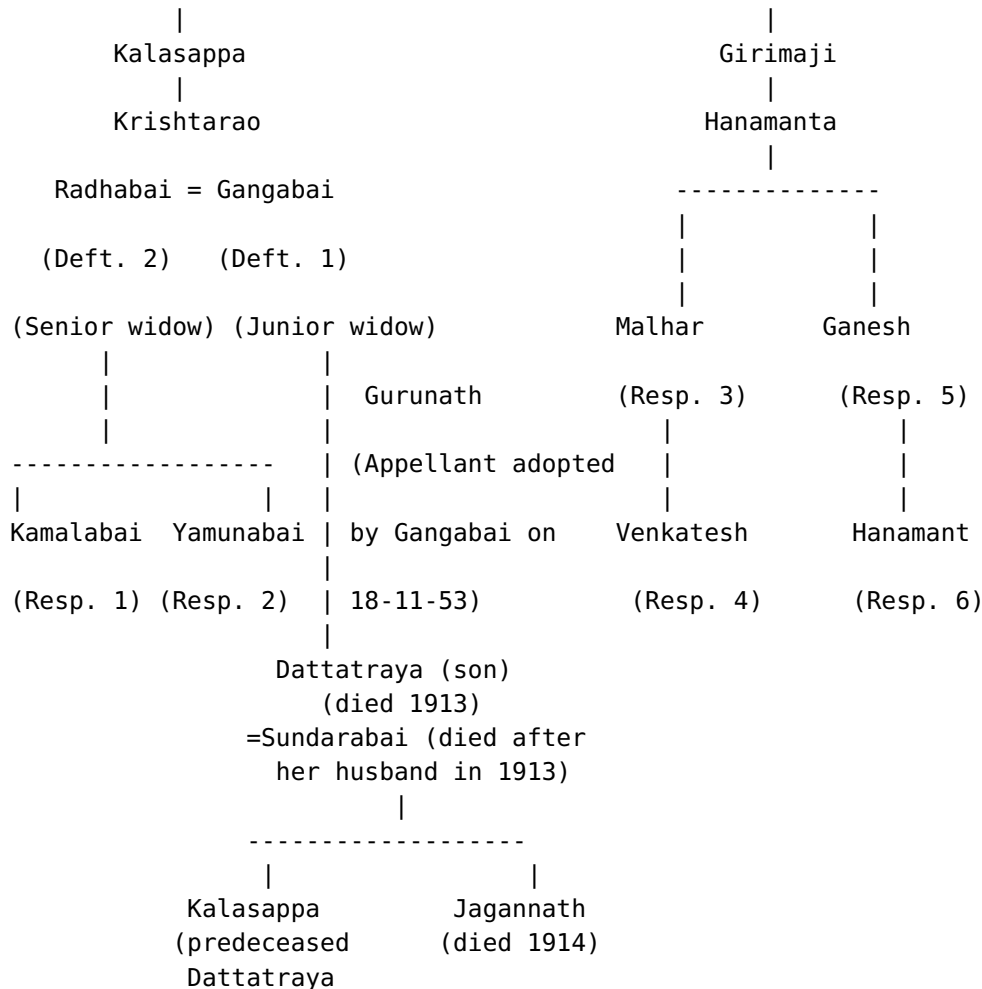 Kalasappa Girimaji
Krishtarao Hanamanta
Radhabai = Gangabai
(Deft. 2) (Deft. 1)
(Senior widow) (Junior widow) Malhar Ganesh
Gurunath (Resp. 3) (Resp. 5)
(Appellant adopted
Kamalabai Yamunabai by Gangabai on Venkatesh Hanamant
(Resp. 1) (Resp. 2) 18-11-53) (Resp. 4) (Resp. 6)
Dattatraya (son)
(died 1913)
=Sundarabai (died after
her husband in 1913)
Kalasappa Jagannath
(predeceased (died 1914)
Dattatraya